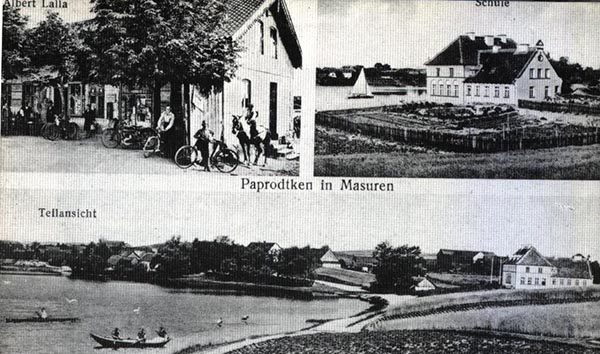 Albert Lalla
Schule
Paprodtken in Masuren
Teilansicht